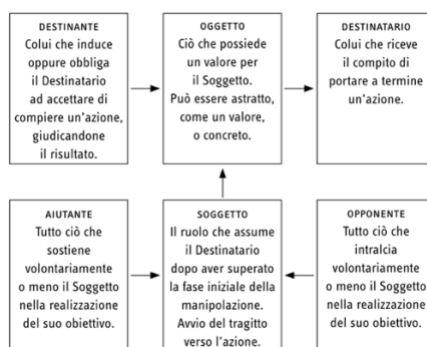 DESTINANTE
Colui che induce
oppure obbliga
il Destinatario
ad accettare di
compiere un'azione,
giudicandone
il risultato.
OGGETTO
Ciò che possiede
un valore per
il Soggetto.
Può essere astratto,
come un valore,
o concreto.
DESTINATARIO
Colui che riceve
il compito di
portare a termine
un'azione.
AIUTANTE
Tutto ciò che
sostiene
volontariamente
o meno il Soggetto
nella realizzazione
del suo obiettivo.
SOGGETTO
Il ruolo che assume
il Destinatario
dopo aver superato
la fase iniziale della
manipolazione.
Avvio del tragitto
verso l'azione.
OPPONENTE
Tutto ciò che
intralcia
volontariamente
o meno il Soggetto
nella realizzazione
del suo obiettivo.